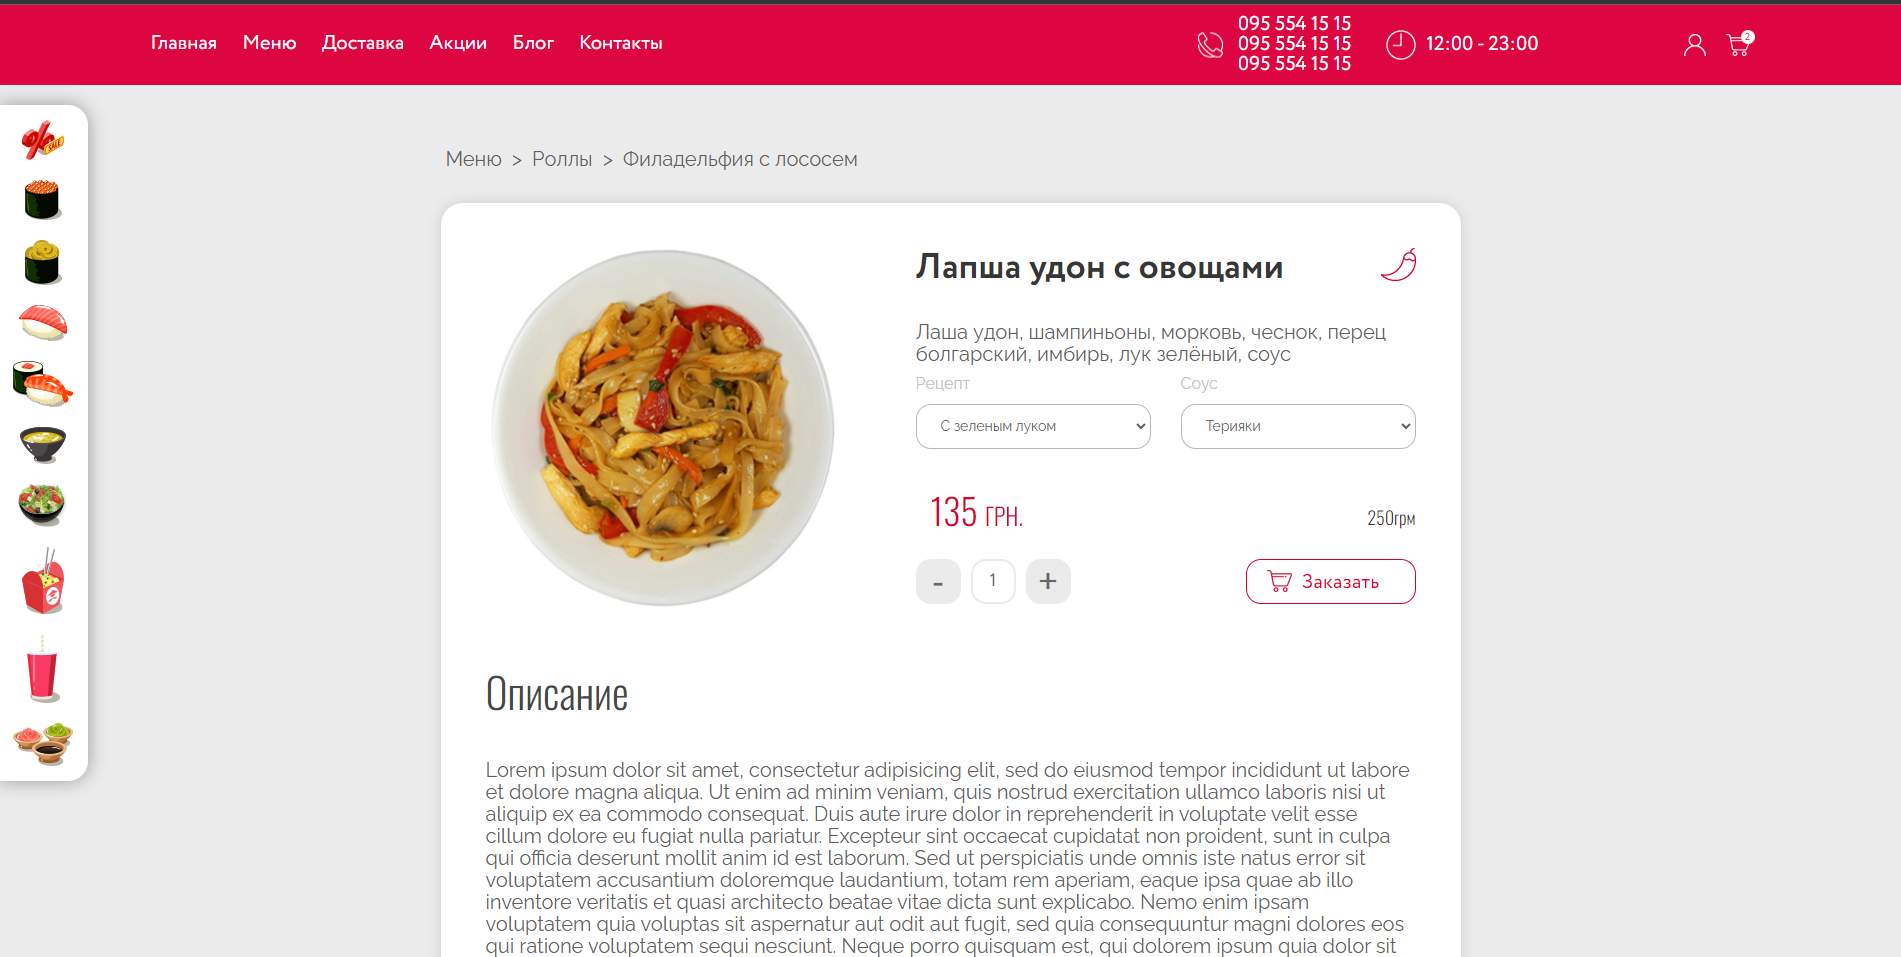 Главная Меню Доставка Акции Блог Контакты
095 554 15 15
095 554 15 15
095 554 15 15
12:00 - 23:00
2
SALE
Меню > Роллы > Филадельфия с лососем
Лапша удон с овощами
Лаша удон, шампиньоны, морковь, чеснок, перец
болгарский, имбирь, лук зелёный, соус
Рецепт Соус
С зеленым луком Терияки
135 ГРН. 250грм
- 1 + Заказать
Описание
Lorem ipsum dolor sit amet, consectetur adipisicing elit, sed do eiusmod tempor incididunt ut labore
et dolore magna aliqua. Ut enim ad minim veniam, quis nostrud exercitation ullamco laboris nisi ut
aliquip ex ea commodo consequat. Duis aute irure dolor in reprehenderit in voluptate velit esse
cillum dolore eu fugiat nulla pariatur. Excepteur sint occaecat cupidatat non proident, sunt in culpa
qui officia deserunt mollit anim id est laborum. Sed ut perspiciatis unde omnis iste natus error sit
voluptatem accusantium doloremque laudantium, totam rem aperiam, eaque ipsa quae ab illo
inventore veritatis et quasi architecto beatae vitae dicta sunt explicabo. Nemo enim ipsam
voluptatem quia voluptas sit aspernatur aut odit aut fugit, sed quia consequuntur magni dolores eos
qui ratione voluptatem sequi nesciunt. Neque porro quisquam est, qui dolorem ipsum quia dolor sit